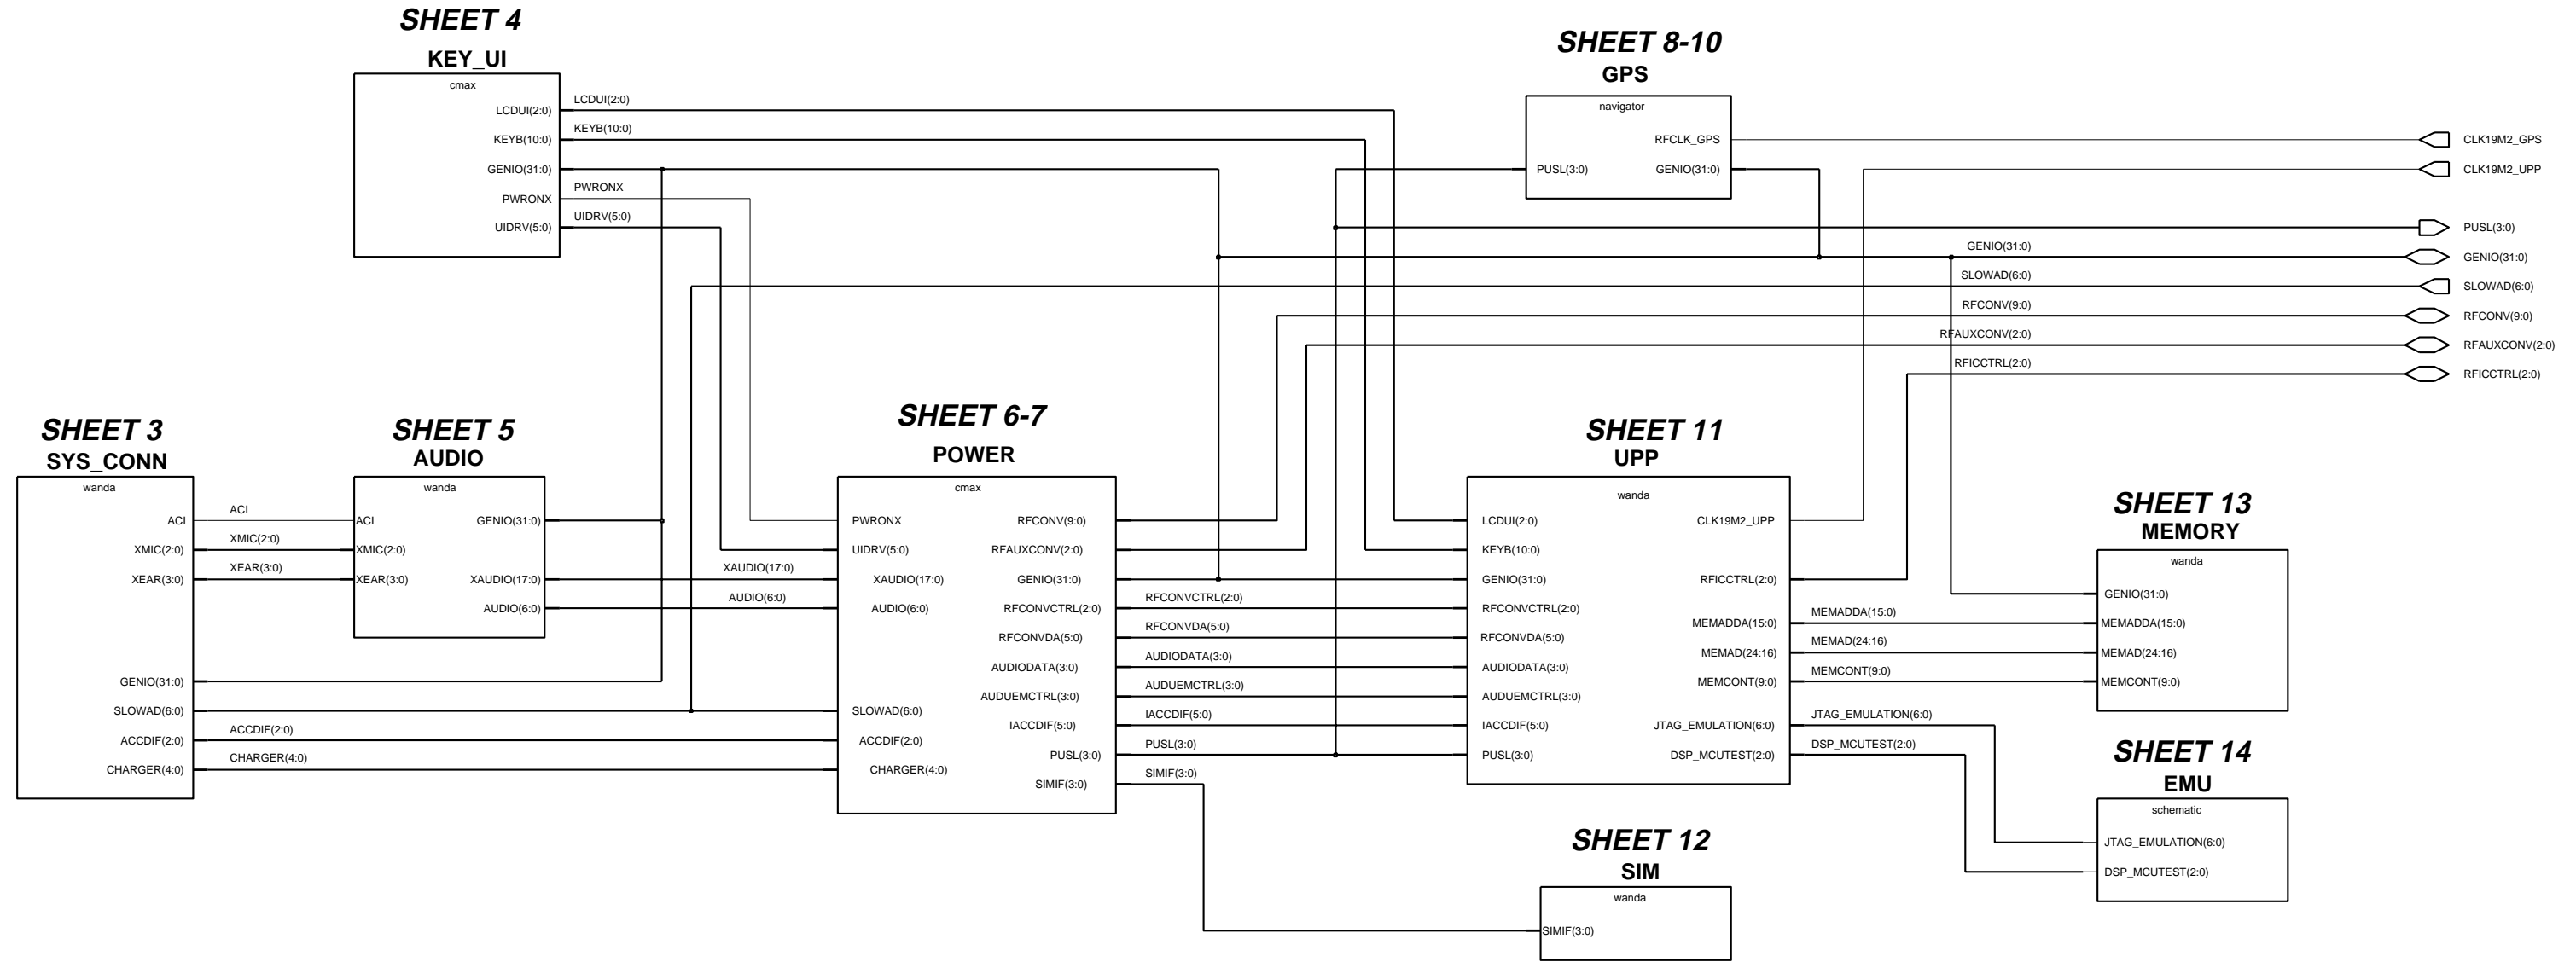 SHEET 4
KEY_UI
cmax
LCDUI(2:0)
KEYB(10:0)
GENIO(31:0)
PWRONX
UIDRV(5:0)
LCDUI(2:0)
KEYB(10:0)
PWRONX
UIDRV(5:0)
SHEET 8-10
GPS
navigator
RFCLK_GPS
PUSL(3:0)
GENIO(31:0)
CLK19M2_GPS
CLK19M2_UPP
PUSL(3:0)
GENIO(31:0)
GENIO(31:0)
SLOWAD(6:0)
SLOWAD(6:0)
RFCONV(9:0)
RFCONV(9:0)
RFAUXCONV(2:0)
RFAUXCONV(2:0)
RFICCTRL(2:0)
RFICCTRL(2:0)
SHEET 3
SYS_CONN
wanda
ACI
XMIC(2:0)
XEAR(3:0)
GENIO(31:0)
SLOWAD(6:0)
ACCDIF(2:0)
CHARGER(4:0)
ACI
XMIC(2:0)
XEAR(3:0)
ACCDIF(2:0)
CHARGER(4:0)
SHEET 5
AUDIO
wanda
ACI
XMIC(2:0)
XEAR(3:0)
GENIO(31:0)
XAUDIO(17:0)
AUDIO(6:0)
XAUDIO(17:0)
AUDIO(6:0)
SHEET 6-7
POWER
cmax
PWRONX
UIDRV(5:0)
XAUDIO(17:0)
AUDIO(6:0)
SLOWAD(6:0)
ACCDIF(2:0)
CHARGER(4:0)
RFCONV(9:0)
RFAUXCONV(2:0)
GENIO(31:0)
RFCONVCTRL(2:0)
RFCONVDA(5:0)
AUDIODATA(3:0)
AUDUEMCTRL(3:0)
IACCDIF(5:0)
PUSL(3:0)
SIMIF(3:0)
RFCONVCTRL(2:0)
RFCONVDA(5:0)
AUDIODATA(3:0)
AUDUEMCTRL(3:0)
IACCDIF(5:0)
PUSL(3:0)
SIMIF(3:0)
SHEET 11
UPP
wanda
LCDUI(2:0)
KEYB(10:0)
GENIO(31:0)
RFCONVCTRL(2:0)
RFCONVDA(5:0)
AUDIODATA(3:0)
AUDUEMCTRL(3:0)
IACCDIF(5:0)
PUSL(3:0)
CLK19M2_UPP
RFICCTRL(2:0)
MEMADDA(15:0)
MEMAD(24:16)
MEMCONT(9:0)
JTAG_EMULATION(6:0)
DSP_MCUTEST(2:0)
MEMADDA(15:0)
MEMAD(24:16)
MEMCONT(9:0)
JTAG_EMULATION(6:0)
DSP_MCUTEST(2:0)
SHEET 13
MEMORY
wanda
GENIO(31:0)
MEMADDA(15:0)
MEMAD(24:16)
MEMCONT(9:0)
SHEET 14
EMU
schematic
JTAG_EMULATION(6:0)
DSP_MCUTEST(2:0)
SHEET 12
SIM
wanda
SIMIF(3:0)